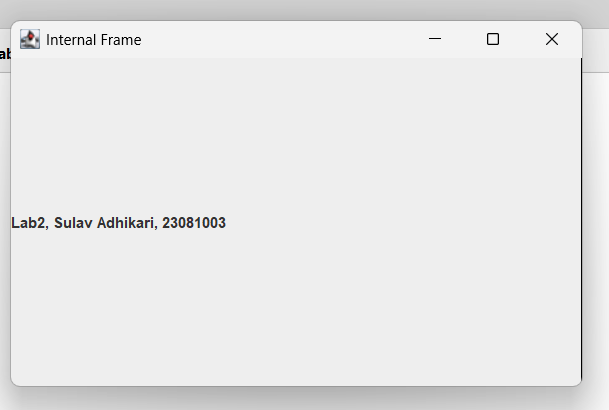 Internal Frame
Lab2, Sulav Adhikari, 23081003